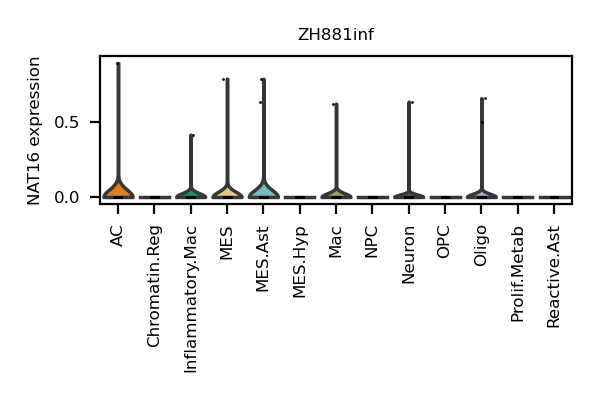 ZH881inf
NAT16 expression
0.5
0.0
AC
Chromatin.Reg
Inflammatory.Mac
MES
MES.Ast
MES.Hyp
Mac
NPC
Neuron
OPC
Oligo
Prolif.Metab
Reactive.Ast